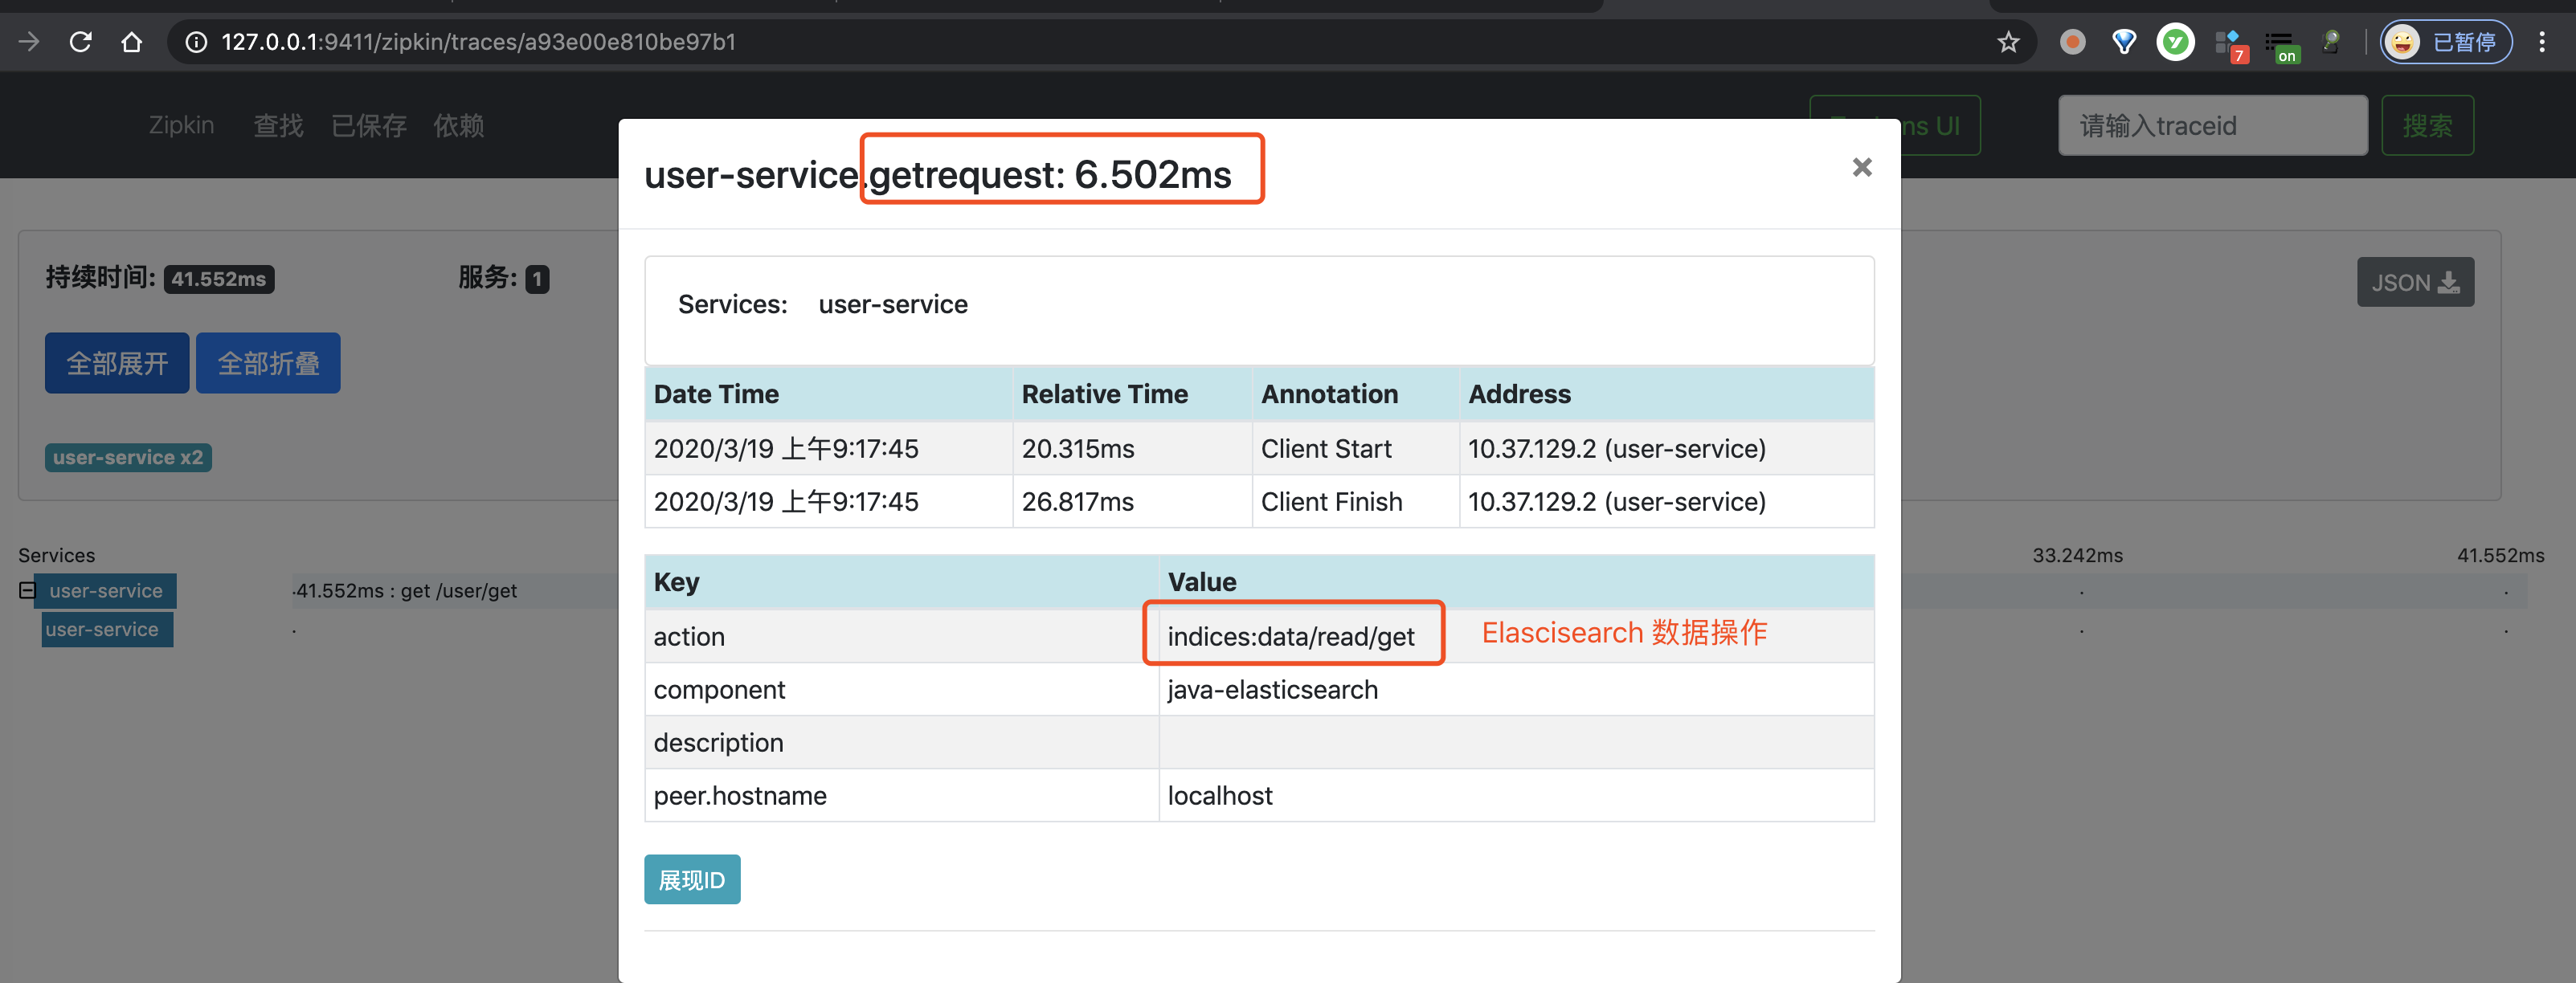 127.0.0.1:9411/zipkin/traces/a93e00e810be97b1
7
on
已暂停
Zipkin 查找 已保存 依赖
ns UI
请输入traceid
搜索
user-service.getrequest: 6.502ms
×
持续时间: 41.552ms 服务: 1
JSON
Services: user-service
全部展开 全部折叠
Date Time Relative Time Annotation Address
2020/3/19 上午9:17:45 20.315ms Client Start 10.37.129.2 (user-service)
2020/3/19 上午9:17:45 26.817ms Client Finish 10.37.129.2 (user-service)
user-service x2
Services 33.242ms 41.552ms
user-service .41.552ms : get /user/get
user-service
Key Value
action indices:data/read/get Elascisearch 数据操作
component java-elasticsearch
description
peer.hostname localhost
展现ID